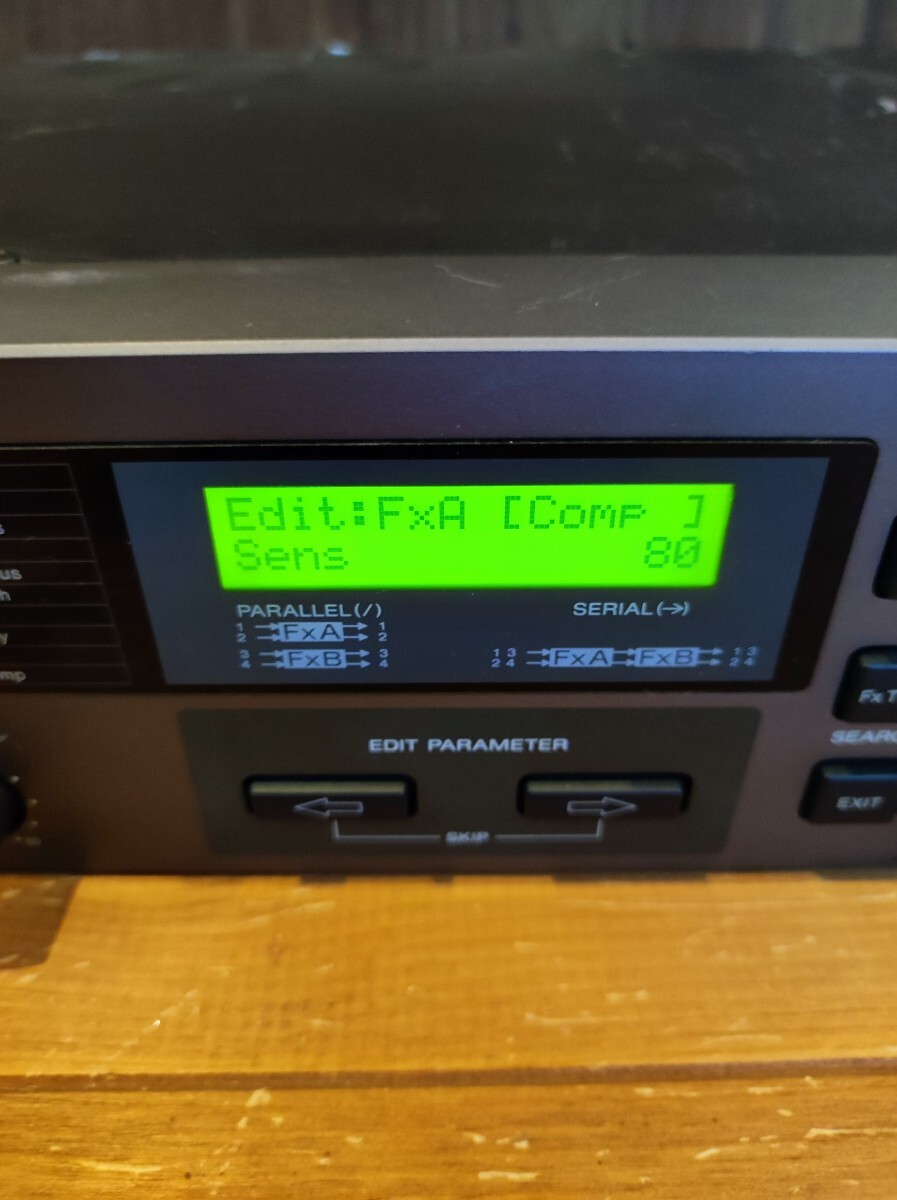 Edit:FxA [Comp ]
Sens 80
PARALLEL(/)
1 FxA 1
2 2
3 FxB 3
4 4
SERIAL(→)
1 3 FxA FxB 1 3
2 4 2 4
EDIT PARAMETER
SKIP
EXIT